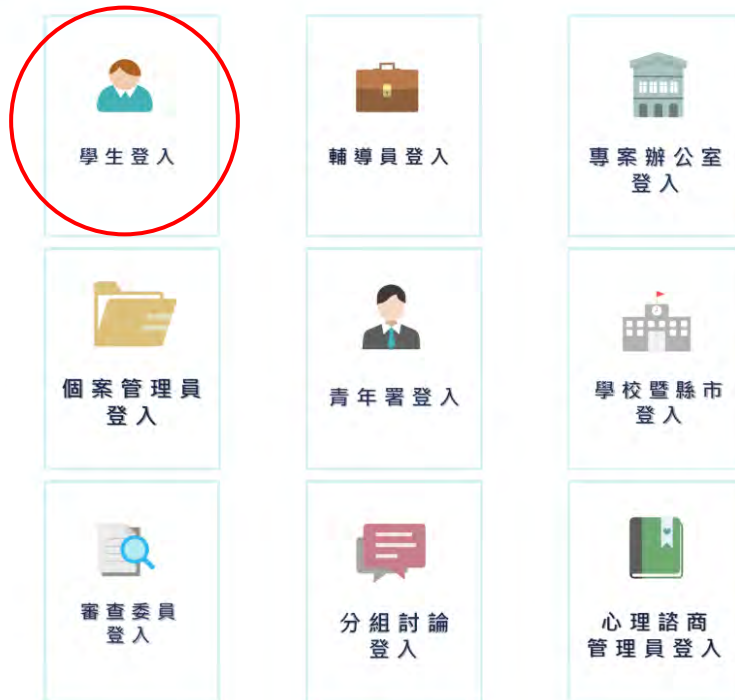 學生登入
輔導員登入
專案辦公室
登入
個案管理員
登入
青年署登入
學校暨縣市
登入
審查委員
登入
分組討論
登入
心理諮商
管理員登入